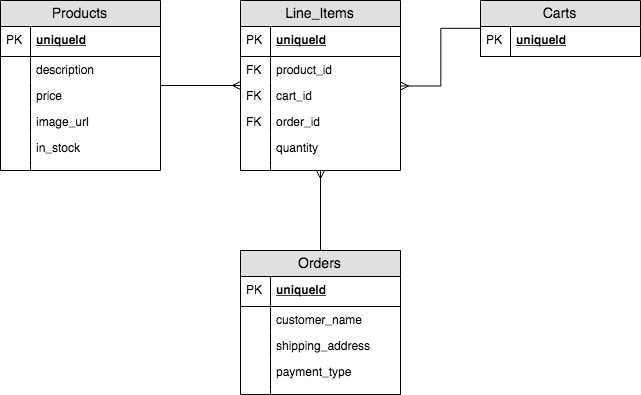 Products
PK uniqueId
description
price
image_url
in_stock
Line_Items
PK uniqueId
FK product_id
FK cart_id
FK order_id
quantity
Carts
PK uniqueId
Orders
PK uniqueId
customer_name
shipping_address
payment_type